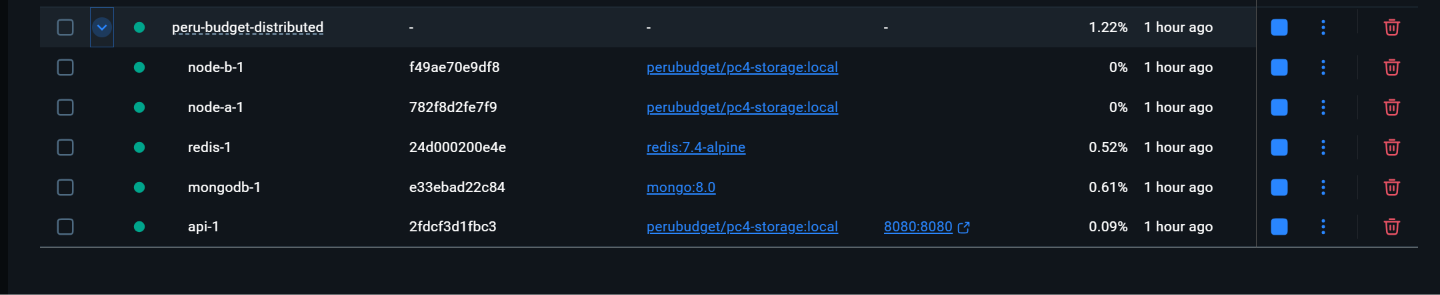 peru-budget-distributed - - - 1.22% 1 hour ago
node-b-1 f49ae70e9df8 perubudget/pc4-storage:local 0% 1 hour ago
node-a-1 782f8d2fe7f9 perubudget/pc4-storage:local 0% 1 hour ago
redis-1 24d000200e4e redis:7.4-alpine 0.52% 1 hour ago
mongodb-1 e33ebad22c84 mongo:8.0 0.61% 1 hour ago
api-1 2fdcf3d1fbc3 perubudget/pc4-storage:local 8080:8080 0.09% 1 hour ago